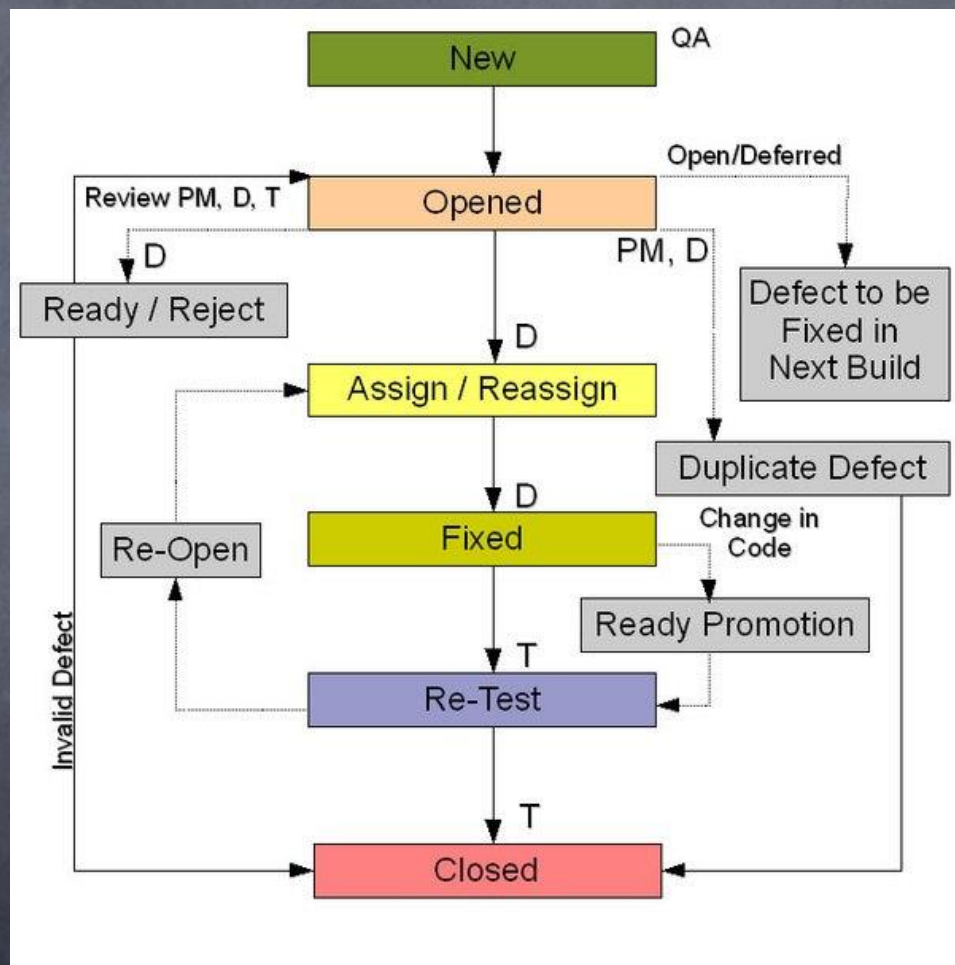 New
QA
Open/Deferred
Review PM, D, T
Opened
D
PM, D
Ready / Reject
Defect to be
Fixed in
Next Build
D
Assign / Reassign
Duplicate Defect
D
Change in
Code
Fixed
Re-Open
Ready Promotion
T
Re-Test
Invalid Defect
T
Closed